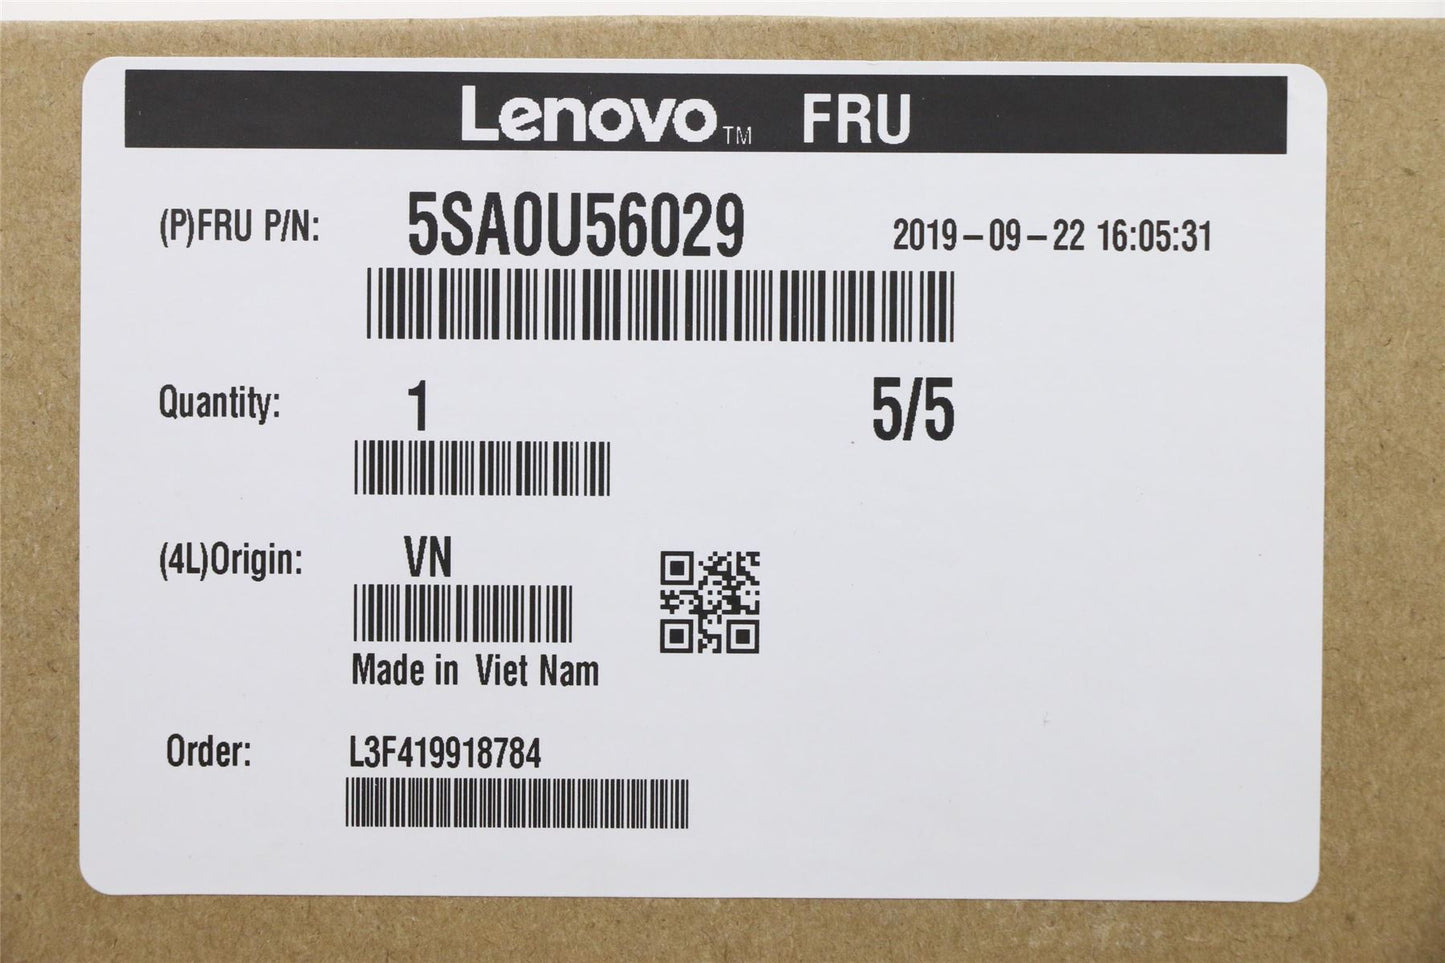 Lenovo™ FRU
(P)FRU P/N: 5SA0U56029 2019-09-22 16:05:31
Quantity: 1 5/5
(4L)Origin: VN
Made in Viet Nam
Order: L3F419918784